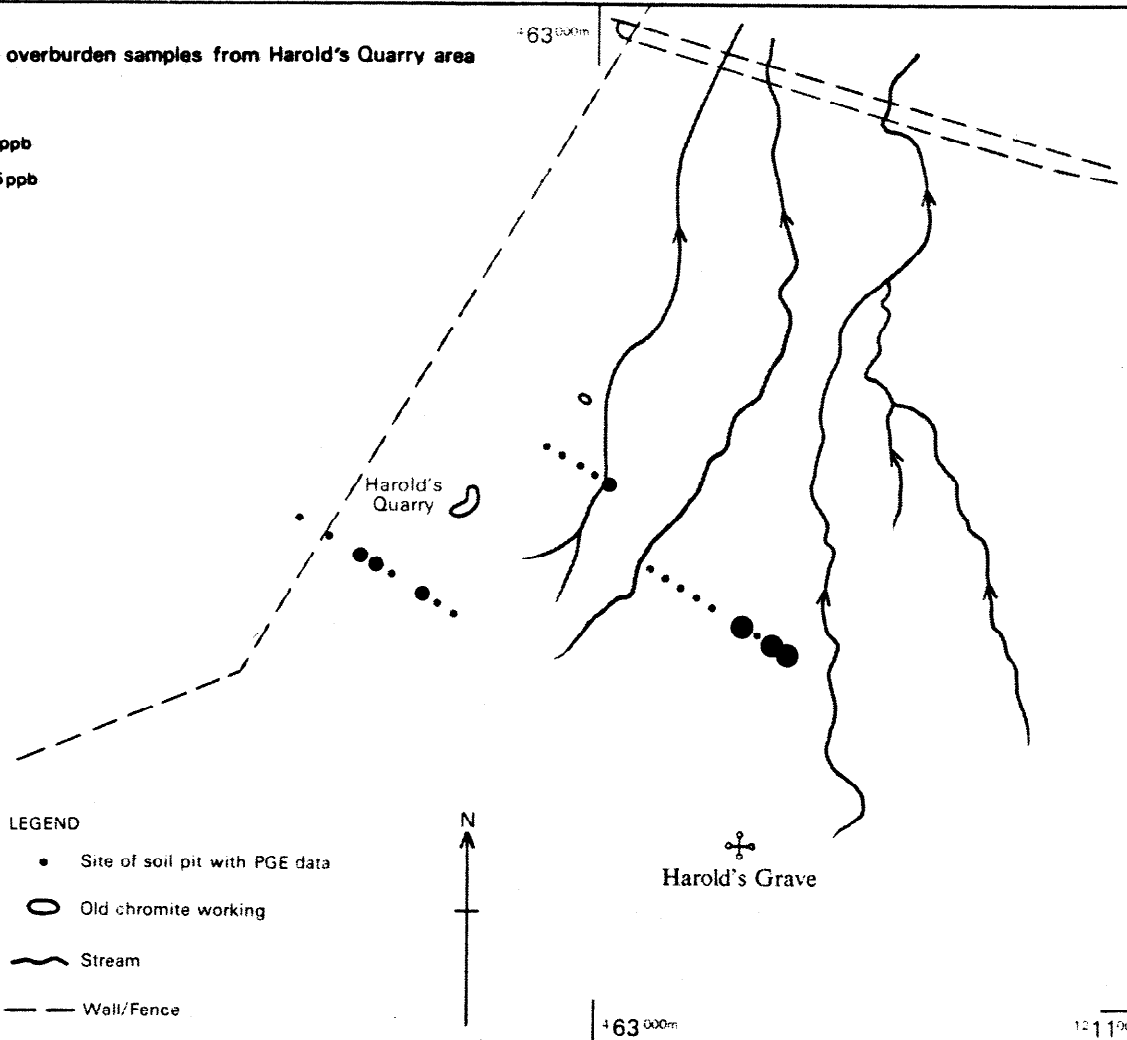 overburden samples from Harold's Quarry area
463000m
ppb
5ppb
Harold's
Quarry
LEGEND
Site of soil pit with PGE data
Old chromite working
Stream
Wall/Fence
N
Harold's Grave
463000m